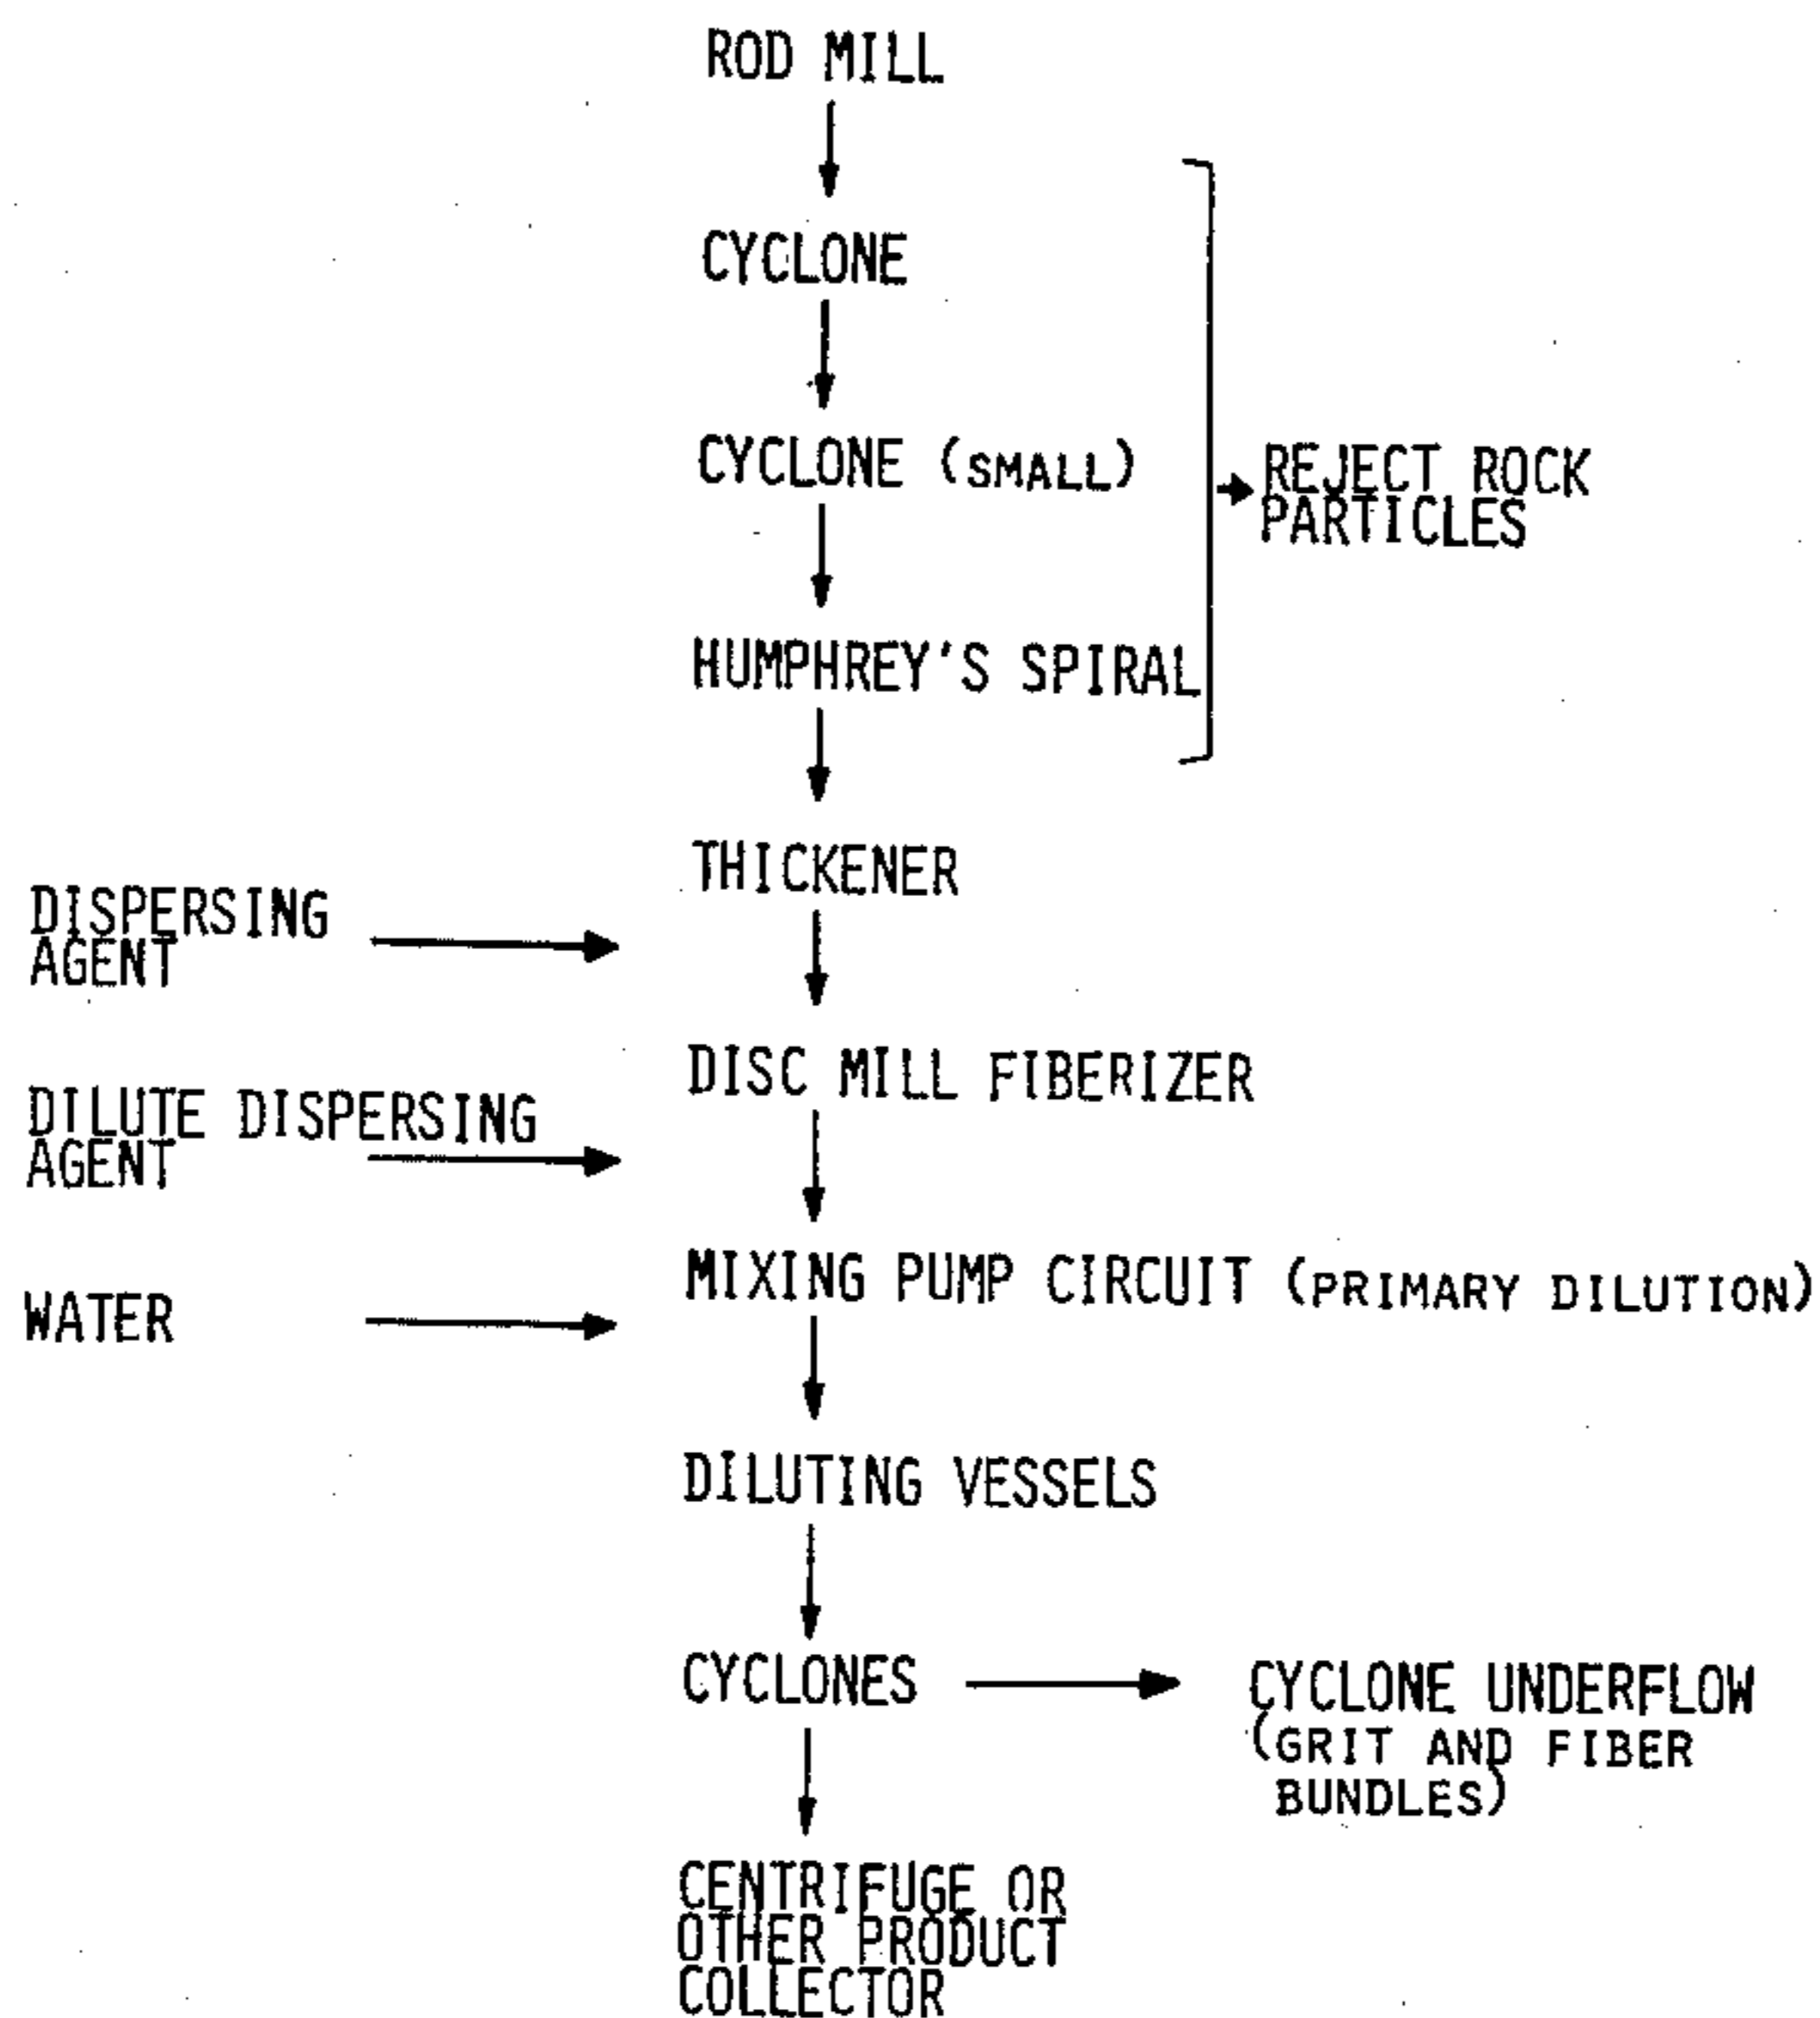 ROD MILL
CYCLONE
CYCLONE (SMALL)
REJECT ROCK
PARTICLES
HUMPHREY'S SPIRAL
THICKENER
DISPERSING
AGENT
DISC MILL FIBERIZER
DILUTE DISPERSING
AGENT
MIXING PUMP CIRCUIT (PRIMARY DILUTION)
WATER
DILUTING VESSELS
CYCLONES
CYCLONE UNDERFLOW
(GRIT AND FIBER
BUNDLES)
CENTRIFUGE OR
OTHER PRODUCT
COLLECTOR